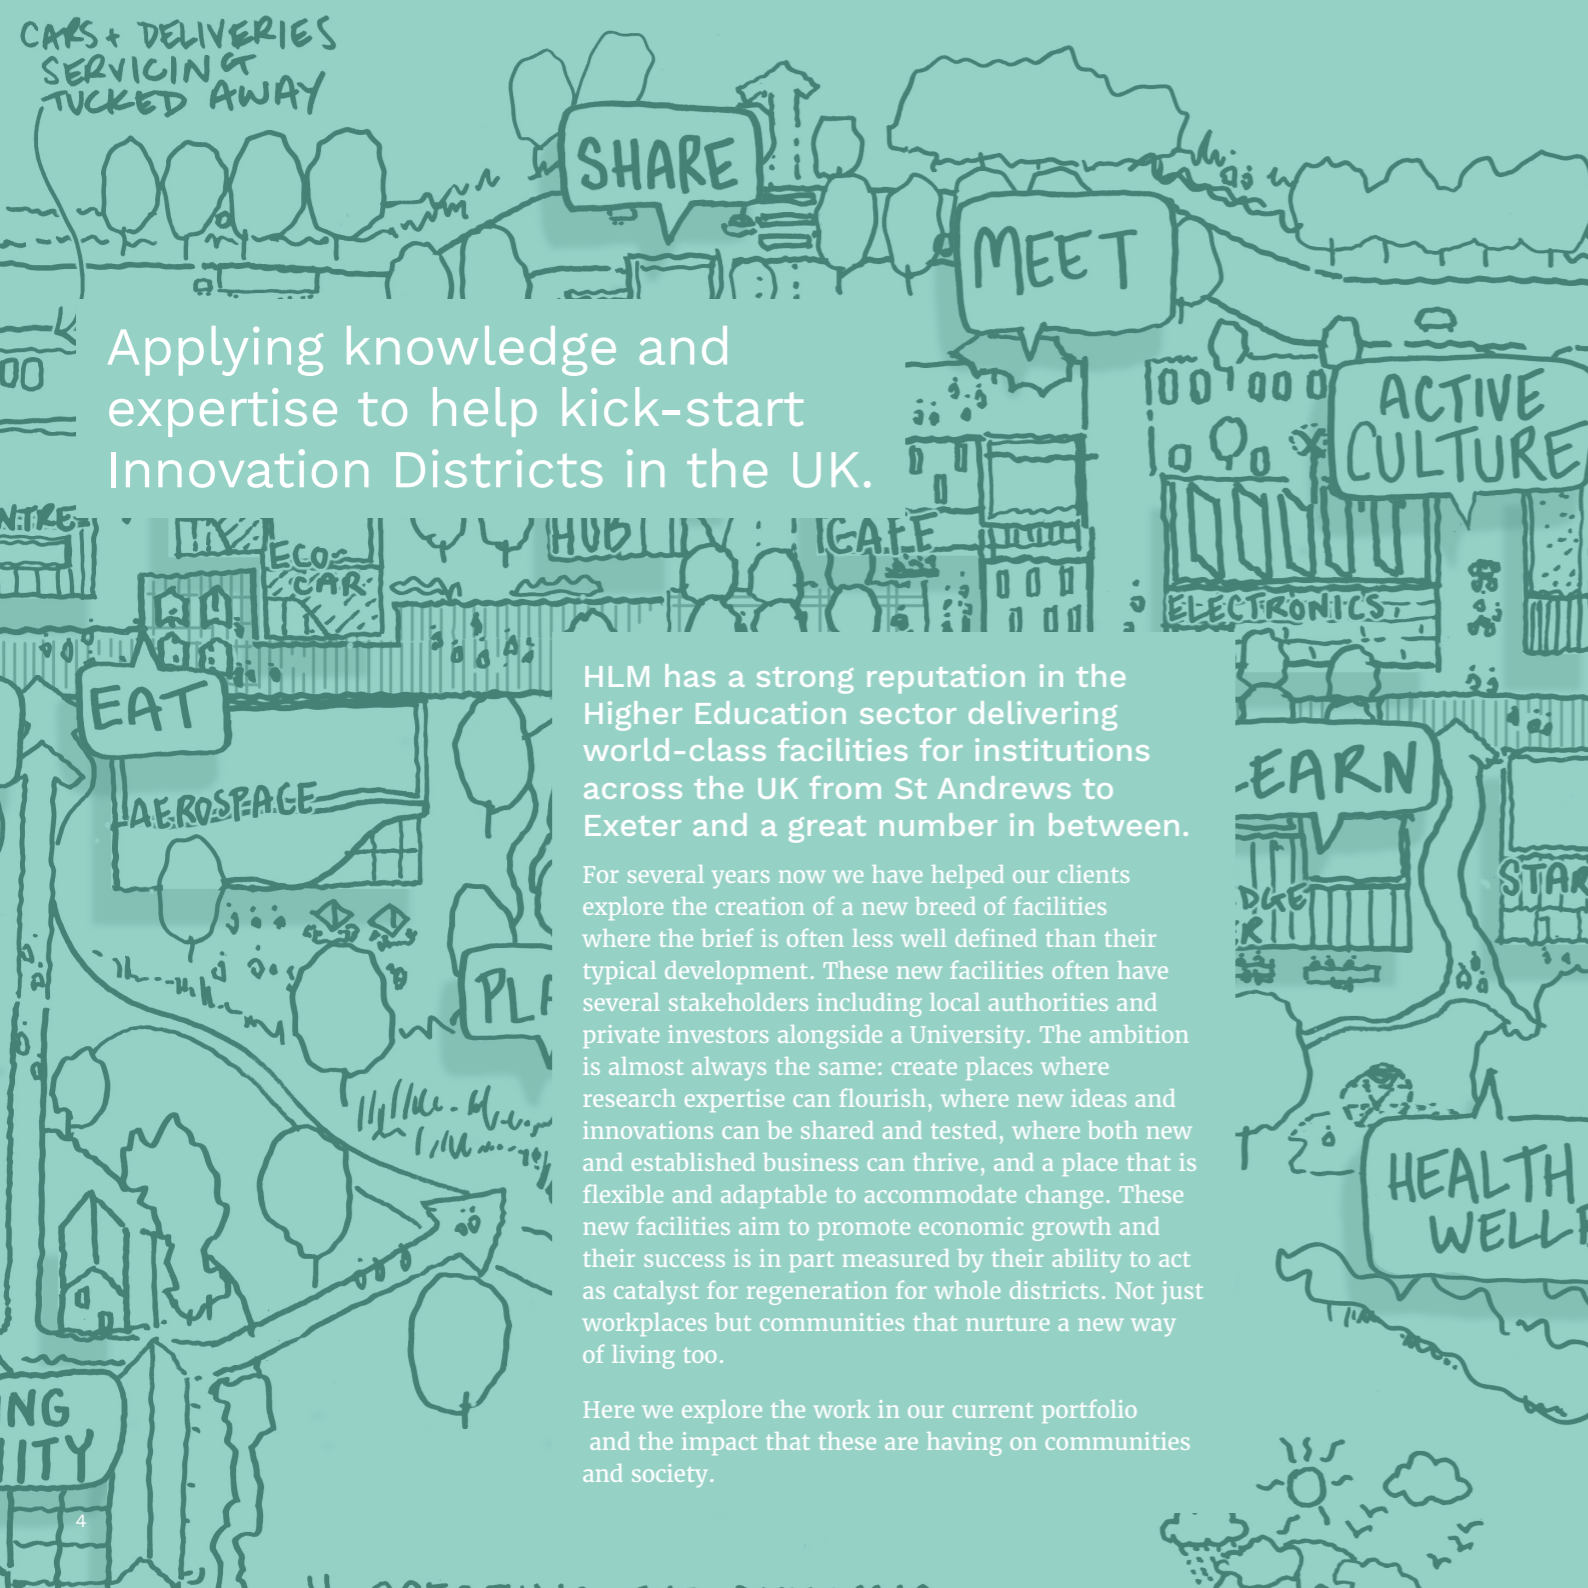 CARS + DELIVERIES
SERVICING
TUCKED AWAY
SHARE
MEET
ACTIVE
CULTURE
Applying knowledge and
expertise to help kick-start
Innovation Districts in the UK.
ECO-
CAR
HUB
CAFE
ELECTRONICS
EAT
AEROSPACE
HLM has a strong reputation in the
Higher Education sector delivering
world-class facilities for institutions
across the UK from St Andrews to
Exeter and a great number in between.
For several years now we have helped our clients
explore the creation of a new breed of facilities
where the brief is often less well defined than their
typical development. These new facilities often have
several stakeholders including local authorities and
private investors alongside a University. The ambition
is almost always the same: create places where
research expertise can flourish, where new ideas and
innovations can be shared and tested, where both new
and established business can thrive, and a place that is
flexible and adaptable to accommodate change. These
new facilities aim to promote economic growth and
their success is in part measured by their ability to act
as catalyst for regeneration for whole districts. Not just
workplaces but communities that nurture a new way
of living too.
Here we explore the work in our current portfolio
and the impact that these are having on communities
and society.
EARN
STAR
HEALTH
WELL
NG
ITY
4